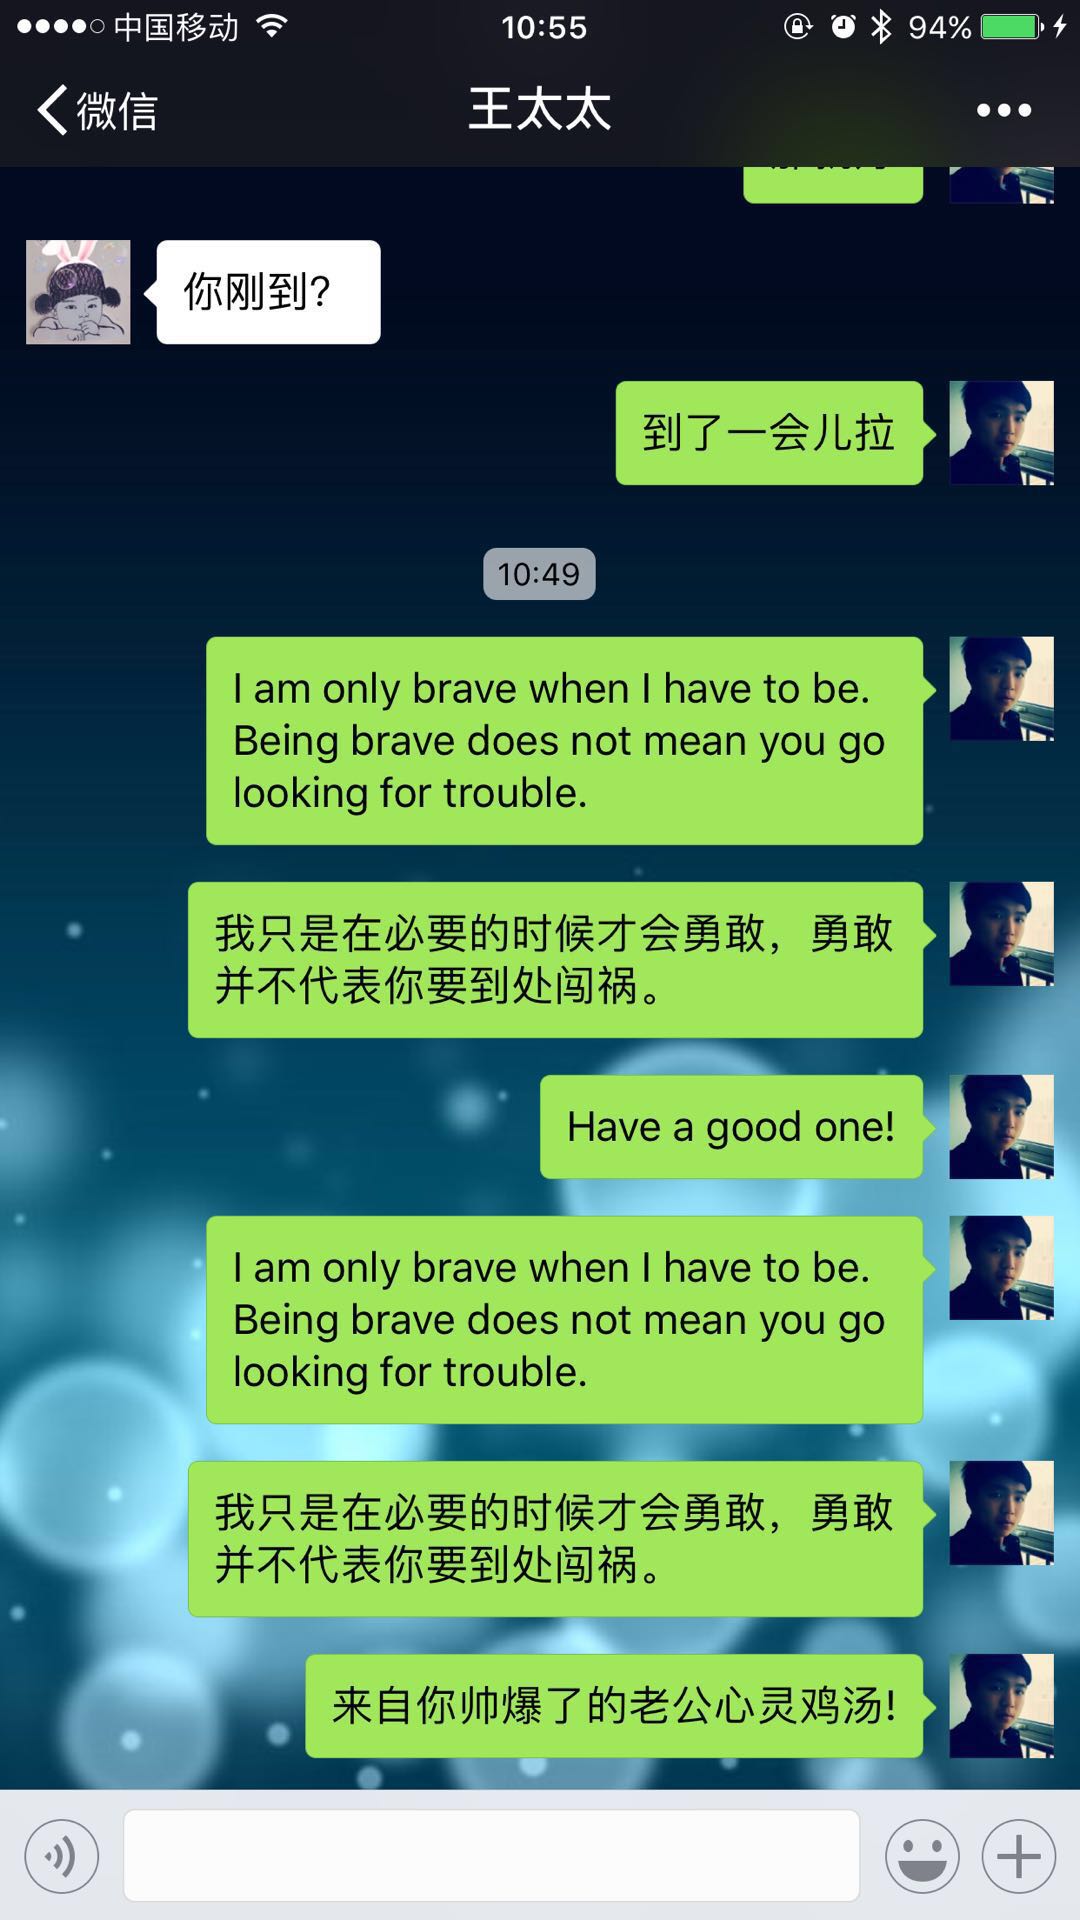 中国移动
10:55
94%
微信
王太太
你刚到?
到了一会儿拉
10:49
I am only brave when I have to be.
Being brave does not mean you go
looking for trouble.
我只是在必要的时候才会勇敢，勇敢
并不代表你要到处闯祸。
Have a good one!
I am only brave when I have to be.
Being brave does not mean you go
looking for trouble.
我只是在必要的时候才会勇敢，勇敢
并不代表你要到处闯祸。
来自你帅爆了的老公心灵鸡汤!